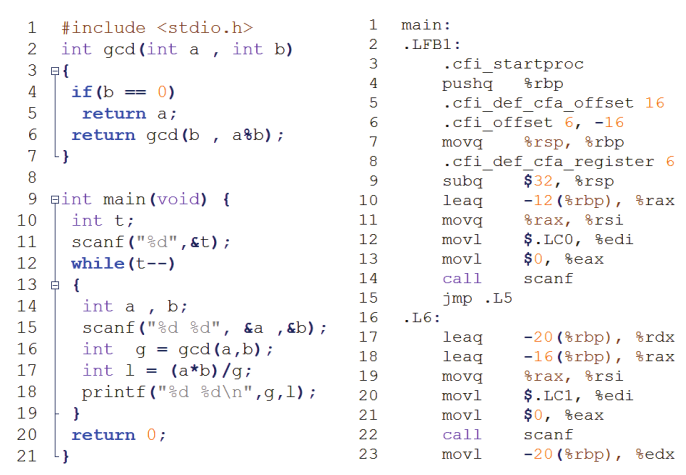 1 #include <stdio.h>
2 int gcd(int a , int b)
3 {
4 if(b == 0)
5 return a;
6 return gcd(b , a%b);
7 }
8
9 int main(void) {
10 int t;
11 scanf("%d",&t);
12 while(t--)
13 {
14 int a , b;
15 scanf("%d %d", &a ,&b);
16 int g = gcd(a,b);
17 int l = (a*b)/g;
18 printf("%d %d\n",g,l);
19 }
20 return 0;
21 }
1 main:
2 .LFB1:
3 .cfi_startproc
4 pushq %rbp
5 .cfi_def_cfa_offset 16
6 .cfi_offset 6, -16
7 movq %rsp, %rbp
8 .cfi_def_cfa_register 6
9 subq $32, %rsp
10 leaq -12(%rbp), %rax
11 movq %rax, %rsi
12 movl $.LC0, %edi
13 movl $0, %eax
14 call scanf
15 jmp .L5
16 .L6:
17 leaq -20(%rbp), %rdx
18 leaq -16(%rbp), %rax
19 movq %rax, %rsi
20 movl $.LC1, %edi
21 movl $0, %eax
22 call scanf
23 movl -20(%rbp), %edx